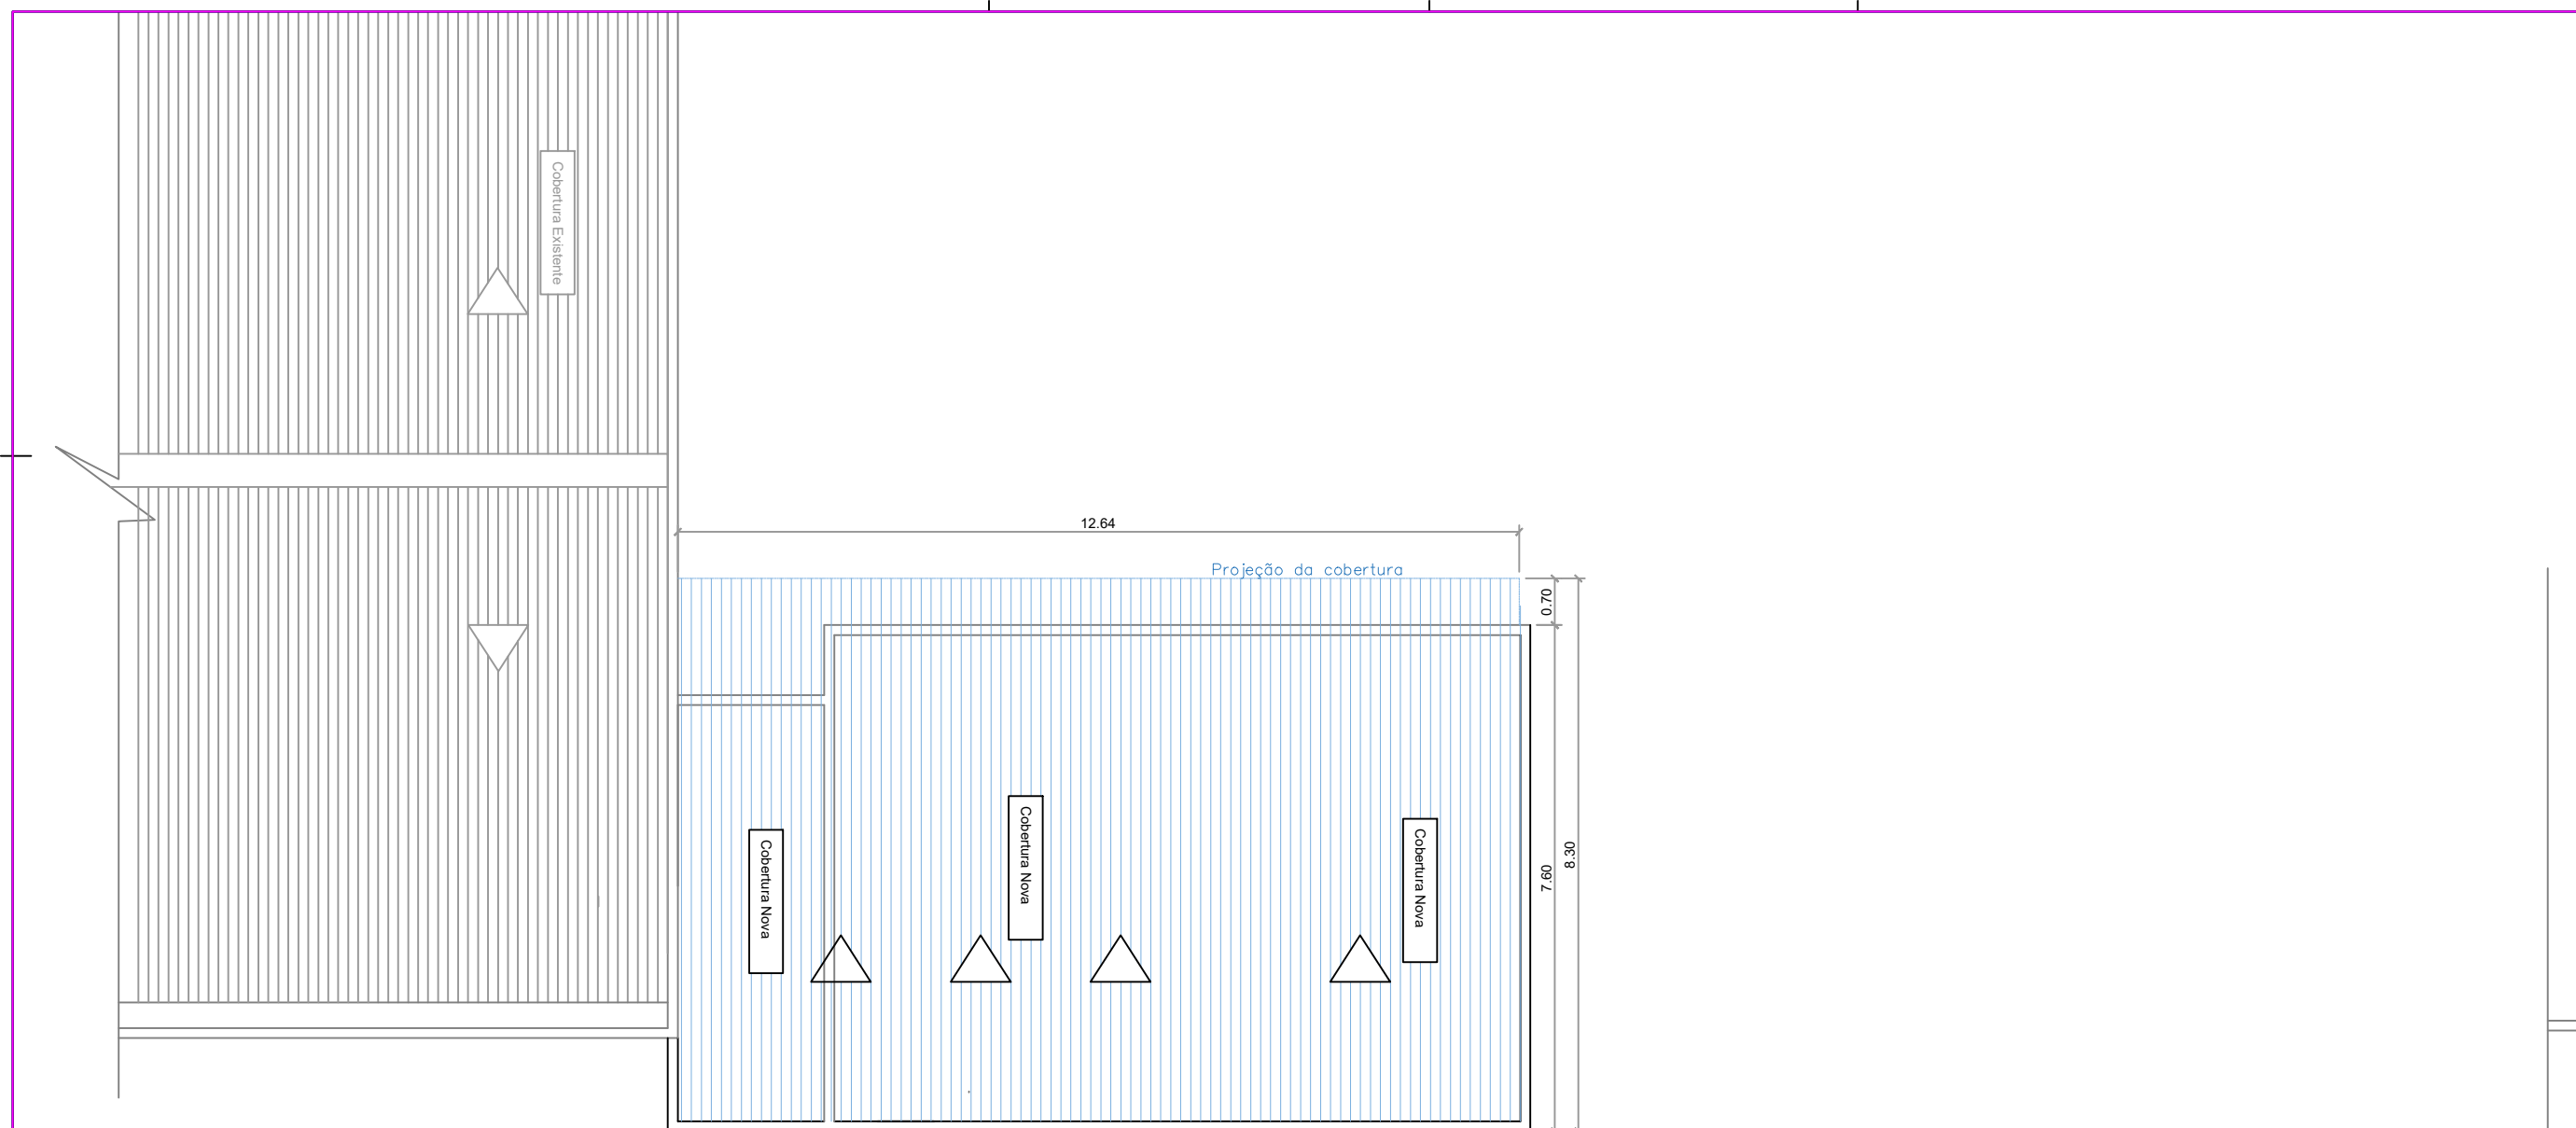 Cobertura Existente
12.64
Projeção da cobertura
0.70
Cobertura Nova
Cobertura Nova
Cobertura Nova
7.60
8.30